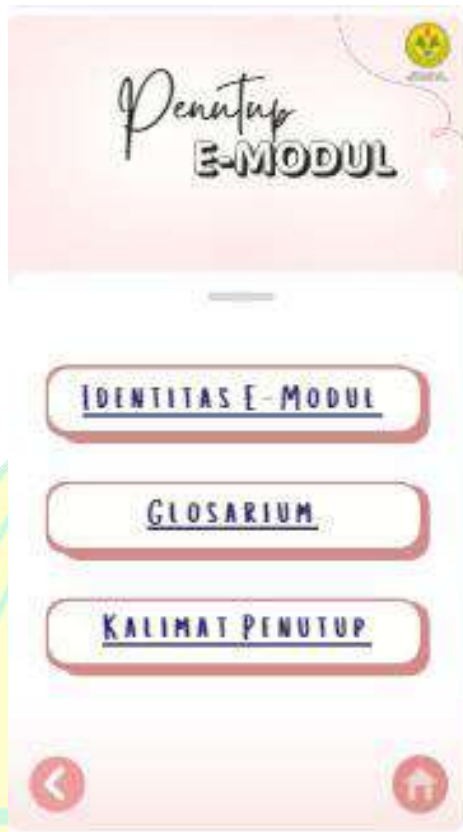 Penutup
E-MODUL
IDENTITAS E-MODUL
GLOSARIUM
KALIMAT PENUTUP